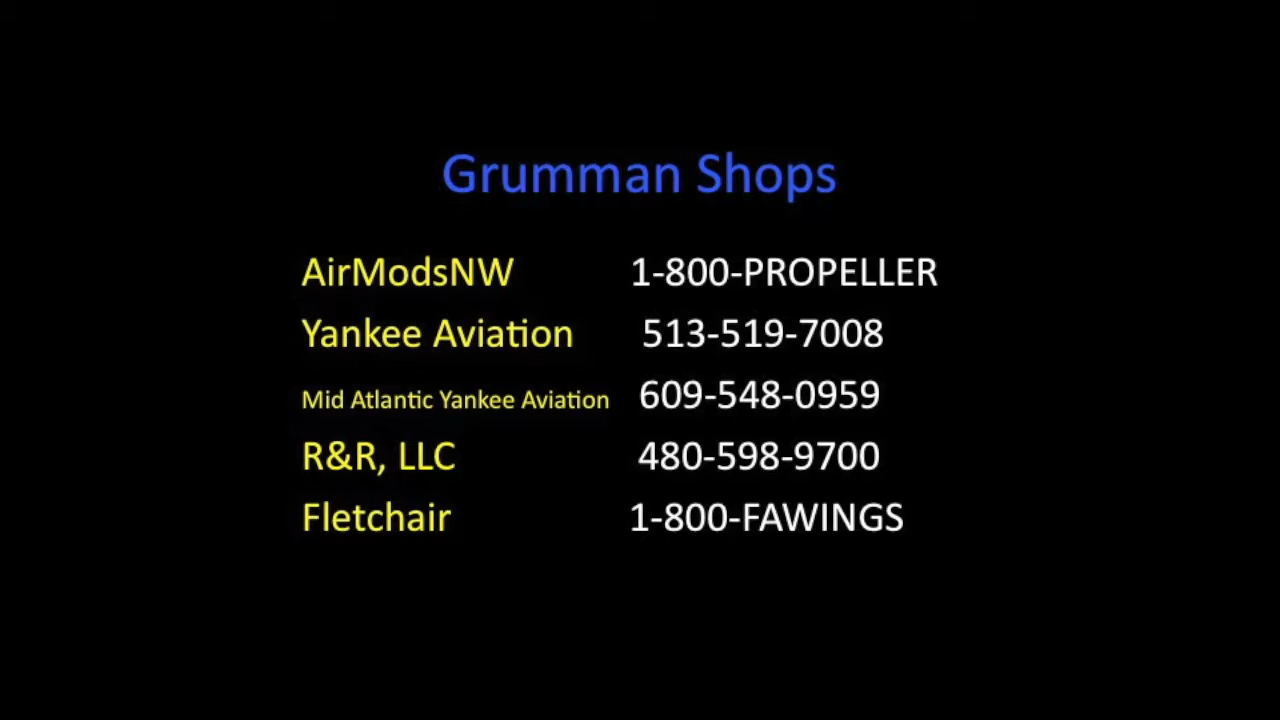 Grumman Shops
AirModsNW 1-800-PROPELLER
Yankee Aviation 513-519-7008
Mid Atlantic Yankee Aviation 609-548-0959
R&R, LLC 480-598-9700
Fletchair 1-800-FAWINGS